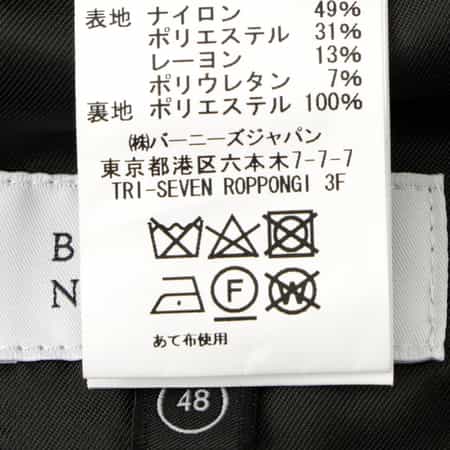 表地 ナイロン 49%
ポリエステル 31%
レーヨン 13%
ポリウレタン 7%
裏地 ポリエステル 100%
㈱バーニーズジャパン
東京都港区六本木7-7-7
TRI-SEVEN ROPPONGI 3F
B
N
F
W
あて布使用
48